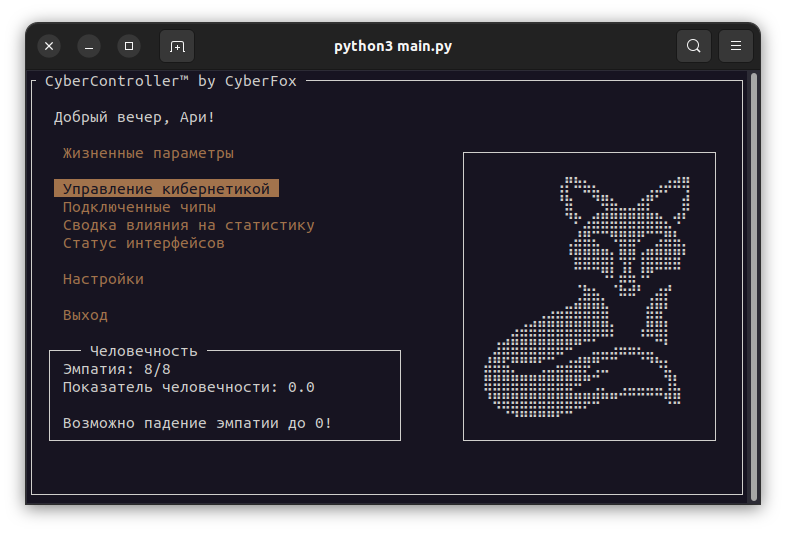 python3 main.py
CyberController™ by CyberFox
Добрый вечер, Ари!
Жизненные параметры
Управление кибернетикой
Подключенные чипы
Сводка влияния на статистику
Статус интерфейсов
Настройки
Выход
Человечность
Эмпатия: 8/8
Показатель человечности: 0.0
Возможно падение эмпатии до 0!